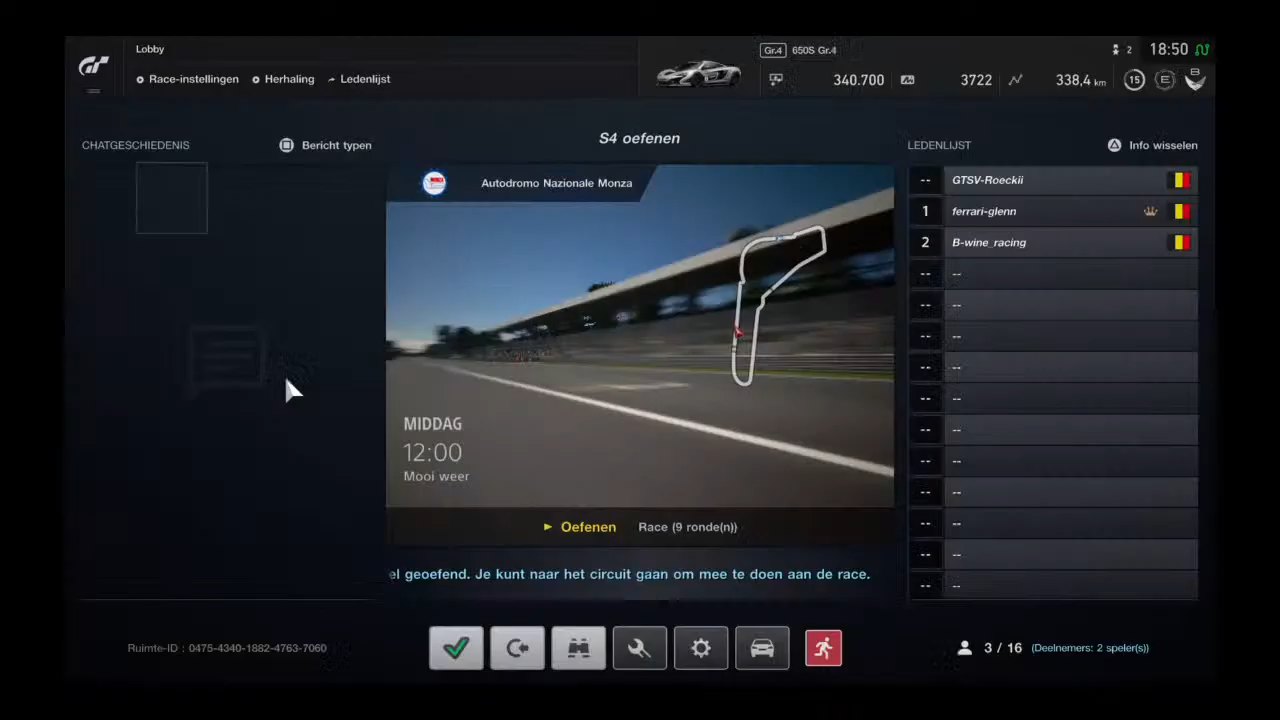 Lobby
Race-instellingen Herhaling Ledenlijst
Gr.4 650S Gr.4
2 18:50
340.700 3722 338,4 km 15 E B
CHATGESCHIEDENIS Bericht typen
S4 oefenen
LEDENLIJST Info wisselen
Autodromo Nazionale Monza
-- GTSV-Roeckii
1 ferrari-glenn
2 B-wine_racing
-- --
-- --
-- --
-- --
-- --
-- --
-- --
-- --
-- --
-- --
-- --
MIDDAG
12:00
Mooi weer
Oefenen Race (9 ronde(n))
el geoefend. Je kunt naar het circuit gaan om mee te doen aan de race.
Ruimte-ID : 0475-4340-1882-4763-7060
3 / 16 (Deelnemers: 2 speler(s))